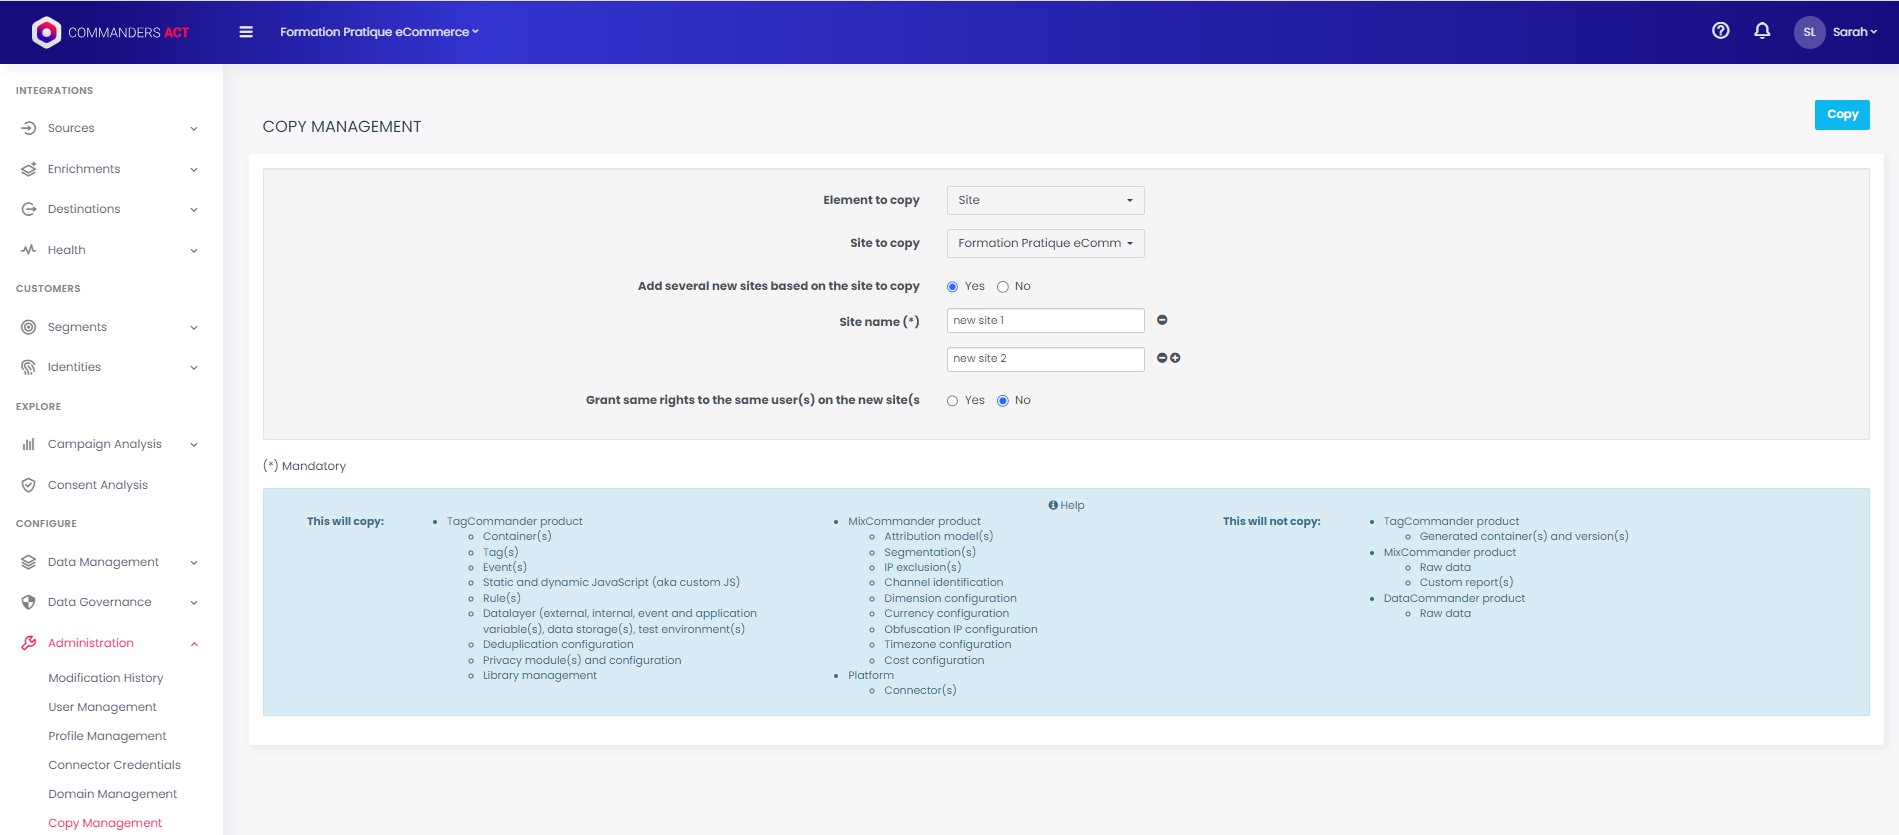 COMMANDERS ACT
Formation Pratique eCommerce
SL
Sarah
INTEGRATIONS
Sources
Enrichments
Destinations
Health
CUSTOMERS
Segments
Identities
EXPLORE
Campaign Analysis
Consent Analysis
CONFIGURE
Data Management
Data Governance
Administration
Modification History
User Management
Profile Management
Connector Credentials
Domain Management
Copy Management
COPY MANAGEMENT
Copy
Element to copy
Site
Site to copy
Formation Pratique eComm
Add several new sites based on the site to copy
Yes No
Site name (*)
new site 1
new site 2
Grant same rights to the same user(s) on the new site(s
Yes No
(*) Mandatory
Help
This will copy:
TagCommander product
Container(s)
Tag(s)
Event(s)
Static and dynamic JavaScript (aka custom JS)
Rule(s)
Datalayer (external, internal, event and application
variable(s), data storage(s), test environment(s)
Deduplication configuration
Privacy module(s) and configuration
Library management
MixCommander product
Attribution model(s)
Segmentation(s)
IP exclusion(s)
Channel identification
Dimension configuration
Currency configuration
Obfuscation IP configuration
Timezone configuration
Cost configuration
Platform
Connector(s)
This will not copy:
TagCommander product
Generated container(s) and version(s)
MixCommander product
Raw data
Custom report(s)
DataCommander product
Raw data